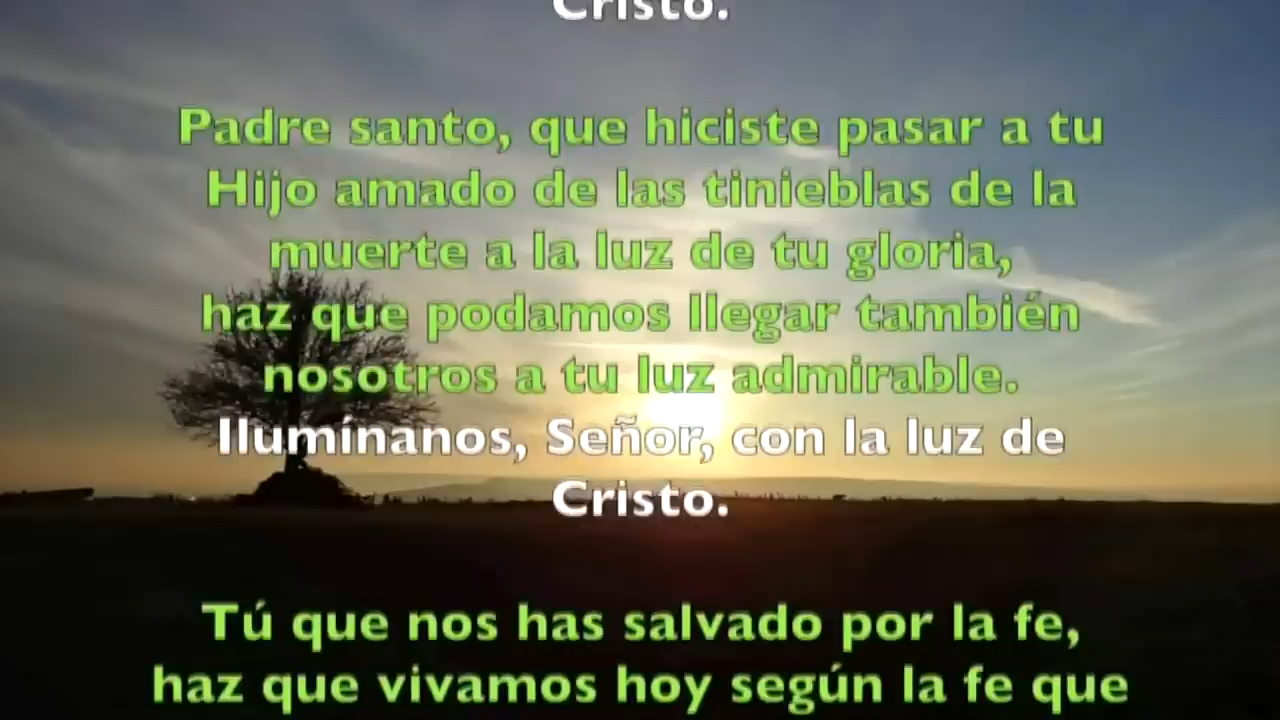 Cristo.
Padre santo, que hiciste pasar a tu
Hijo amado de las tinieblas de la
muerte a la luz de tu gloria,
haz que podamos llegar también
nosotros a tu luz admirable.
Ilumínanos, Señor, con la luz de
Cristo.
Tú que nos has salvado por la fe,
haz que vivamos hoy según la fe que